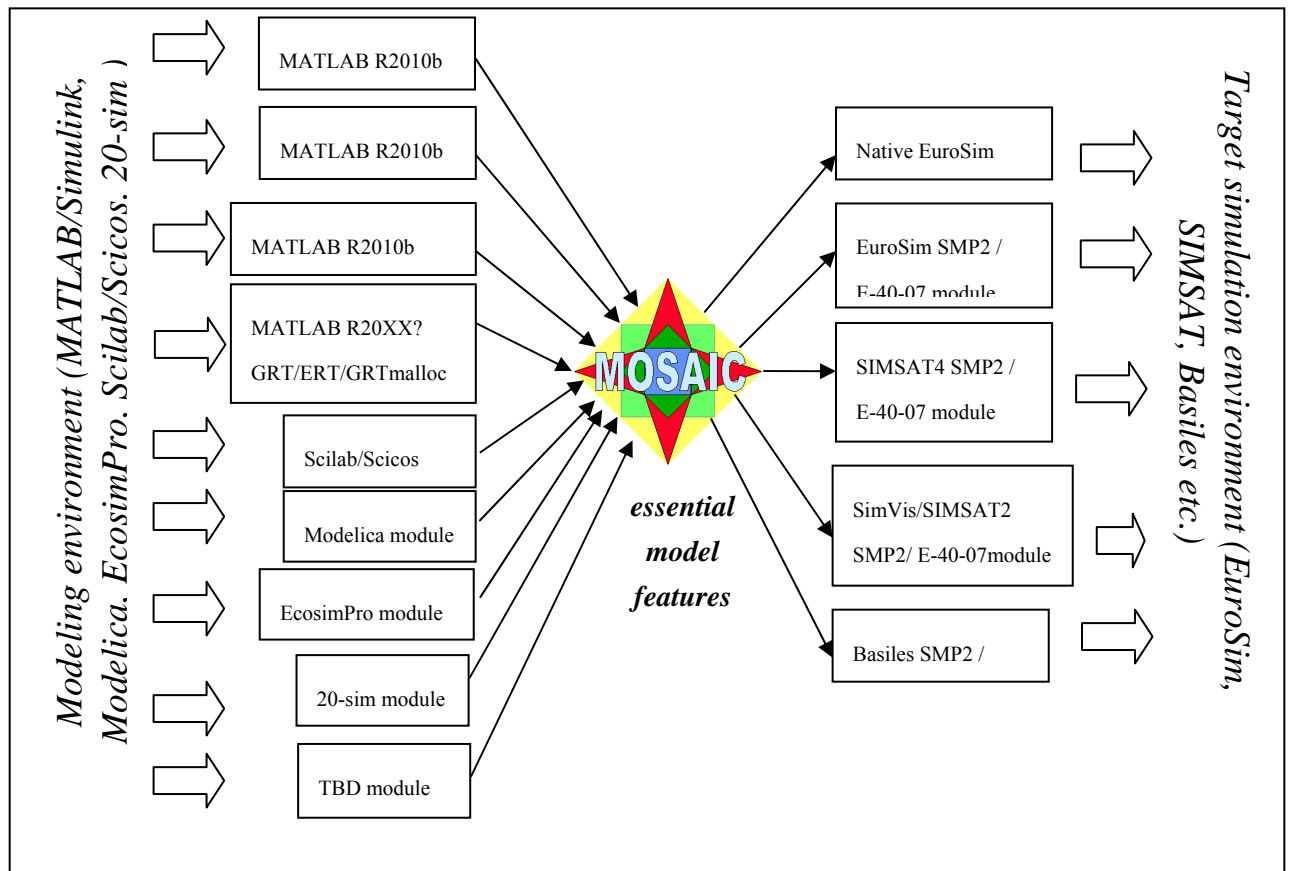 Modeling environment (MATLAB/Simulink,
Modelica. EcosimPro. Scilab/Scicos. 20-sim )
MATLAB R2010b
MATLAB R2010b
MATLAB R2010b
MATLAB R20XX?
GRT/ERT/GRTmalloc
Scilab/Scicos
Modelica module
EcosimPro module
20-sim module
TBD module
MOSAIC
essential
model
features
Native EuroSim
EuroSim SMP2 /
E-40-07 module
SIMSAT4 SMP2 /
E-40-07 module
SimVis/SIMSAT2
SMP2/ E-40-07module
Basiles SMP2 /
Target simulation environment (EuroSim,
SIMSAT, Basiles etc.)